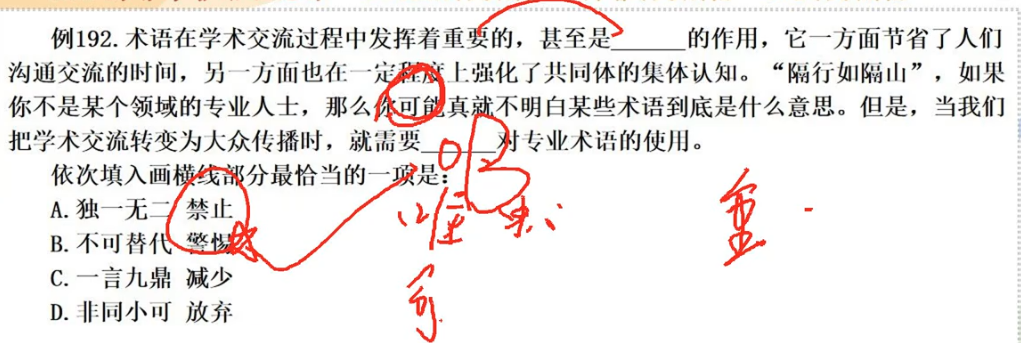 例192.术语在学术交流过程中发挥着重要的，甚至是______的作用，它一方面节省了人们
沟通交流的时间，另一方面也在一定程度上强化了共同体的集体认知。“隔行如隔山”，如果
你不是某个领域的专业人士，那么你可能真就不明白某些术语到底是什么意思。但是，当我们
把学术交流转变为大众传播时，就需要______对专业术语的使用。
依次填入画横线部分最恰当的一项是：
A.独一无二 禁止
B.不可替代 警惕
C.一言九鼎 减少
D.非同小可 放弃